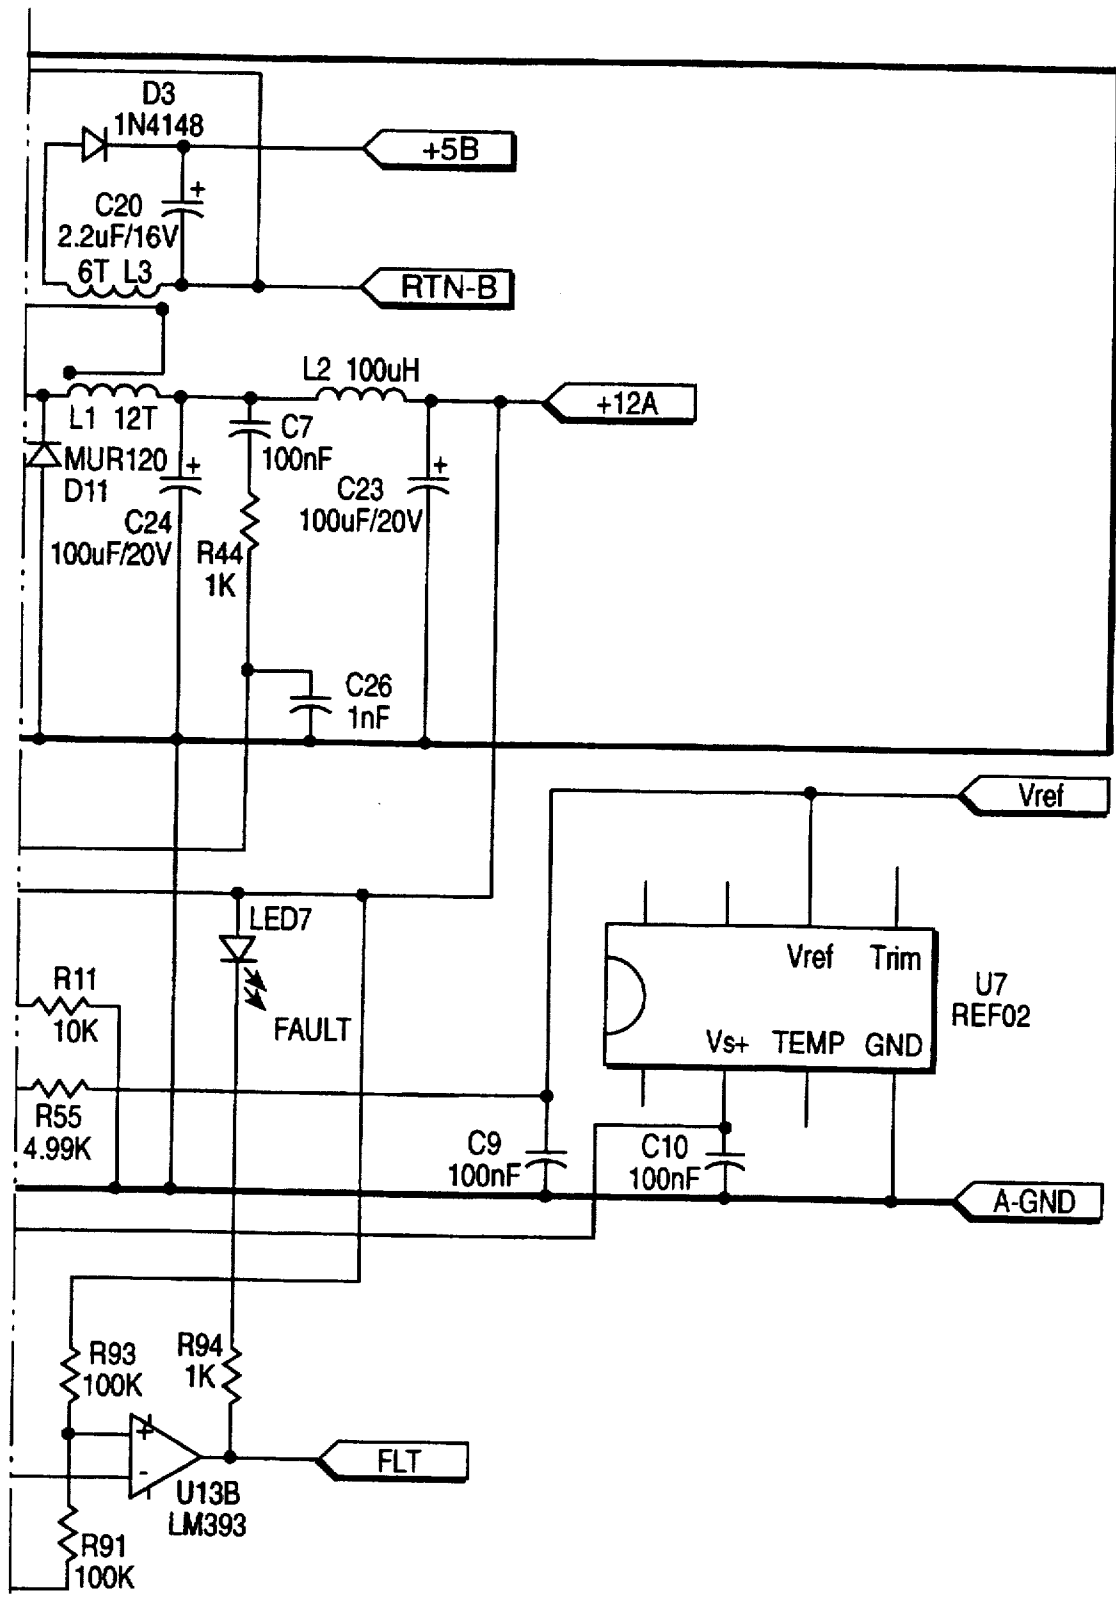 D3
1N4148
+5B
+
C20
2.2uF/16V
6T L3
RTN-B
L2 100uH
+12A
L1 12T
C7
100nF
MUR120
D11
+
C23
100uF/20V
+
C24
100uF/20V
R44
1K
C26
1nF
Vref
LED7
Vref Trim
U7
REF02
R11
10K
FAULT
Vs+ TEMP GND
R55
4.99K
C9
100nF
C10
100nF
A-GND
R93
100K
R94
1K
+
-
FLT
U13B
LM393
R91
100K